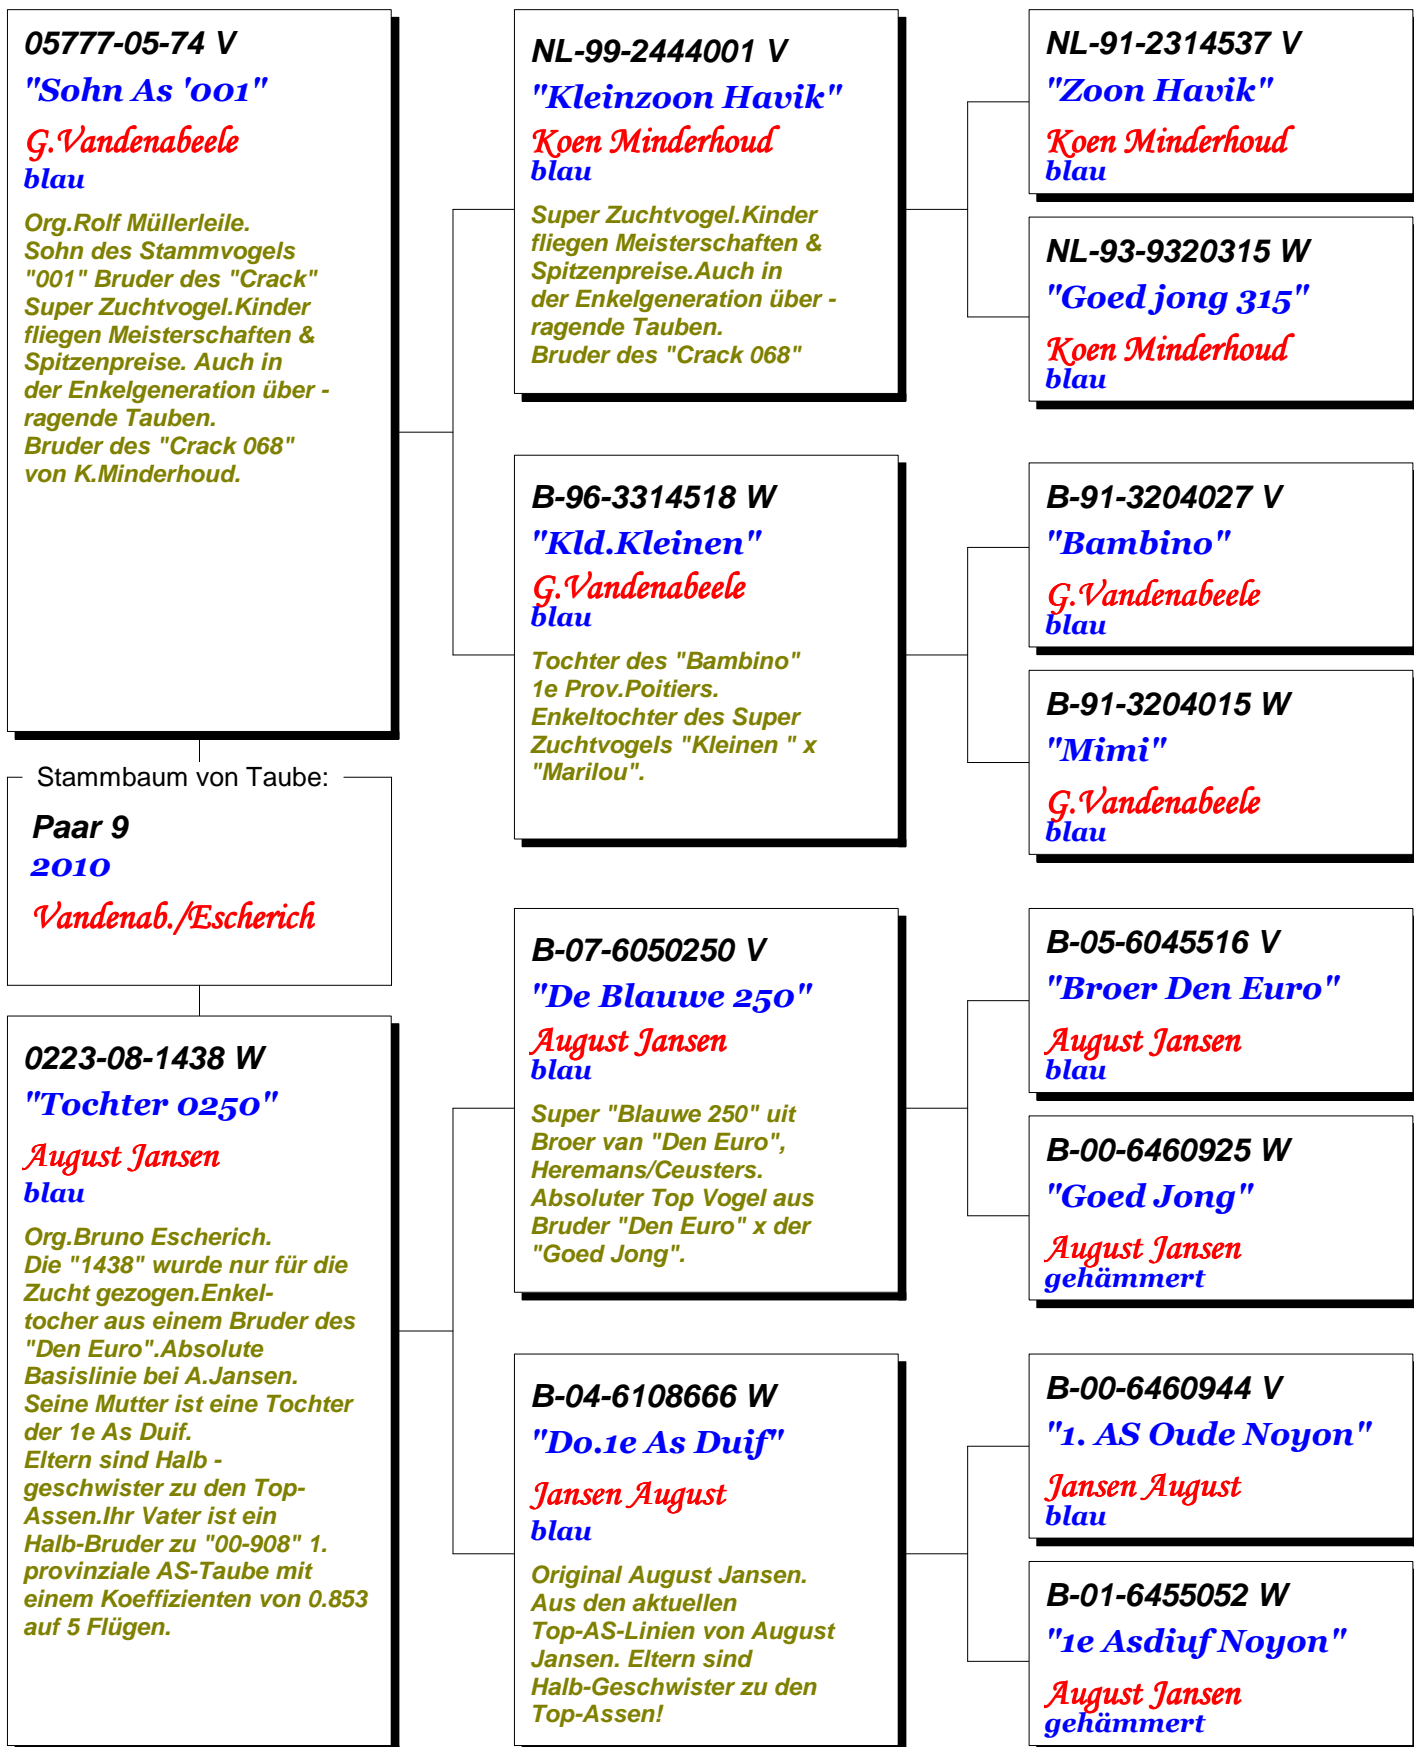 05777-05-74 V
"Sohn As '001"
G.Vandenabeele
blau
Org.Rolf Müllerleile.
Sohn des Stammvogels
"001" Bruder des "Crack"
Super Zuchtvogel.Kinder
fliegen Meisterschaften &
Spitzenpreise. Auch in
der Enkelgeneration über -
ragende Tauben.
Bruder des "Crack 068"
von K.Minderhoud.
Stammbaum von Taube:
Paar 9
2010
Vandenab./Escherich
0223-08-1438 W
"Tochter 0250"
August Jansen
blau
Org.Bruno Escherich.
Die "1438" wurde nur für die
Zucht gezogen.Enkel-
tocher aus einem Bruder des
"Den Euro".Absolute
Basislinie bei A.Jansen.
Seine Mutter ist eine Tochter
der 1e As Duif.
Eltern sind Halb -
geschwister zu den Top-
Assen.Ihr Vater ist ein
Halb-Bruder zu "00-908" 1.
provinziale AS-Taube mit
einem Koeffizienten von 0.853
auf 5 Flügen.
NL-99-2444001 V
"Kleinzoon Havik"
Koen Minderhoud
blau
Super Zuchtvogel.Kinder
fliegen Meisterschaften &
Spitzenpreise.Auch in
der Enkelgeneration über -
ragende Tauben.
Bruder des "Crack 068"
B-96-3314518 W
"Kld.Kleinen"
G.Vandenabeele
blau
Tochter des "Bambino"
1e Prov.Poitiers.
Enkeltochter des Super
Zuchtvogels "Kleinen " x
"Marilou".
B-07-6050250 V
"De Blauwe 250"
August Jansen
blau
Super "Blauwe 250" uit
Broer van "Den Euro",
Heremans/Ceusters.
Absoluter Top Vogel aus
Bruder "Den Euro" x der
"Goed Jong".
B-04-6108666 W
"Do.1e As Duif"
Jansen August
blau
Original August Jansen.
Aus den aktuellen
Top-AS-Linien von August
Jansen. Eltern sind
Halb-Geschwister zu den
Top-Assen!
NL-91-2314537 V
"Zoon Havik"
Koen Minderhoud
blau
NL-93-9320315 W
"Goed jong 315"
Koen Minderhoud
blau
B-91-3204027 V
"Bambino"
G.Vandenabeele
blau
B-91-3204015 W
"Mimi"
G.Vandenabeele
blau
B-05-6045516 V
"Broer Den Euro"
August Jansen
blau
B-00-6460925 W
"Goed Jong"
August Jansen
gehämmert
B-00-6460944 V
"1. AS Oude Noyon"
Jansen August
blau
B-01-6455052 W
"1e Asdiuf Noyon"
August Jansen
gehämmert